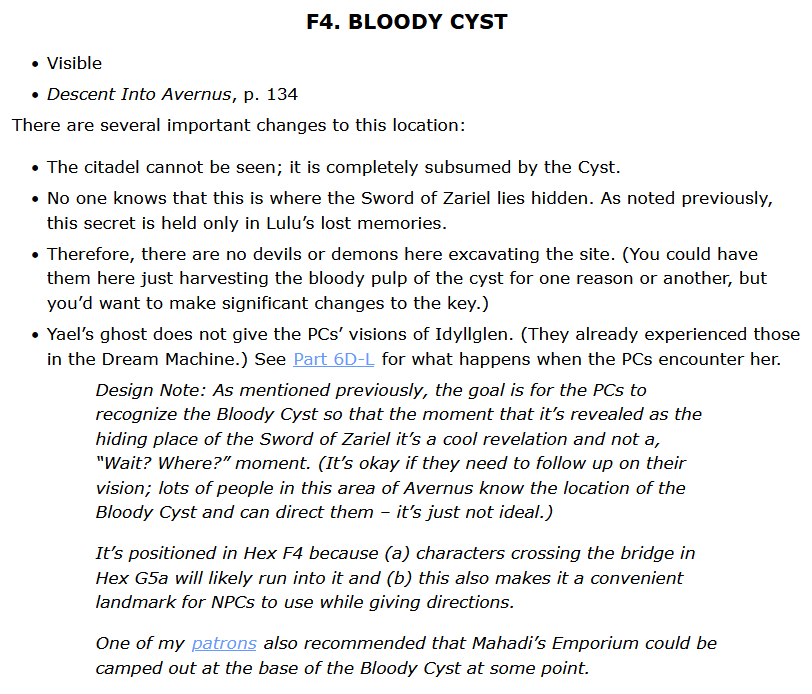 F4. BLOODY CYST
• Visible
• Descent Into Avernus, p. 134
There are several important changes to this location:
• The citadel cannot be seen; it is completely subsumed by the Cyst.
• No one knows that this is where the Sword of Zariel lies hidden. As noted previously,
this secret is held only in Lulu’s lost memories.
• Therefore, there are no devils or demons here excavating the site. (You could have
them here just harvesting the bloody pulp of the cyst for one reason or another, but
you’d want to make significant changes to the key.)
• Yael’s ghost does not give the PCs’ visions of Idyllglen. (They already experienced those
in the Dream Machine.) See Part 6D-L for what happens when the PCs encounter her.
Design Note: As mentioned previously, the goal is for the PCs to
recognize the Bloody Cyst so that the moment that it’s revealed as the
hiding place of the Sword of Zariel it’s a cool revelation and not a,
“Wait? Where?” moment. (It’s okay if they need to follow up on their
vision; lots of people in this area of Avernus know the location of the
Bloody Cyst and can direct them – it’s just not ideal.)
It’s positioned in Hex F4 because (a) characters crossing the bridge in
Hex G5a will likely run into it and (b) this also makes it a convenient
landmark for NPCs to use while giving directions.
One of my patrons also recommended that Mahadi’s Emporium could be
camped out at the base of the Bloody Cyst at some point.